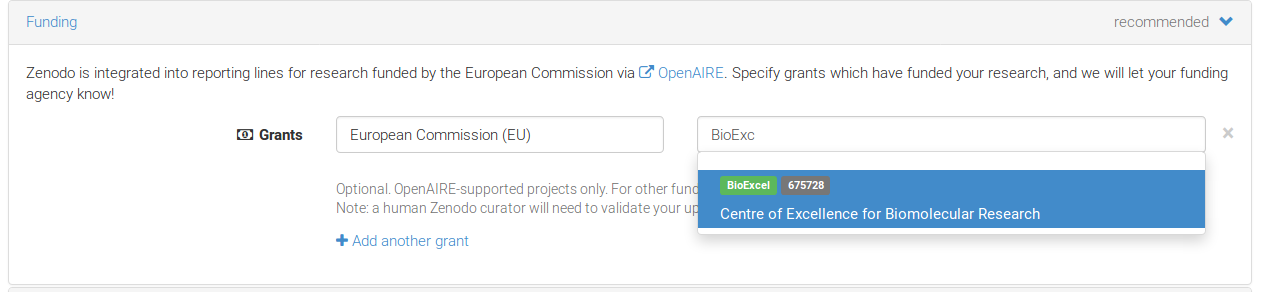 Funding recommended
Zenodo is integrated into reporting lines for research funded by the European Commission via OpenAIRE. Specify grants which have funded your research, and we will let your funding
agency know!
Grants European Commission (EU) BioExc
BioExcel 675728
Optional. OpenAIRE-supported projects only. For other fun
Note: a human Zenodo curator will need to validate your up
Centre of Excellence for Biomolecular Research
Add another grant